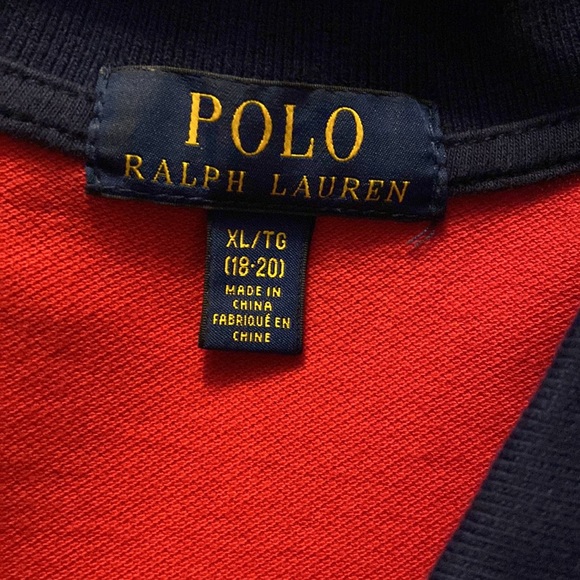 POLO
RALPH LAUREN
XL/TG
(18-20)
MADE IN
CHINA
FABRIQUÉ EN
CHINE